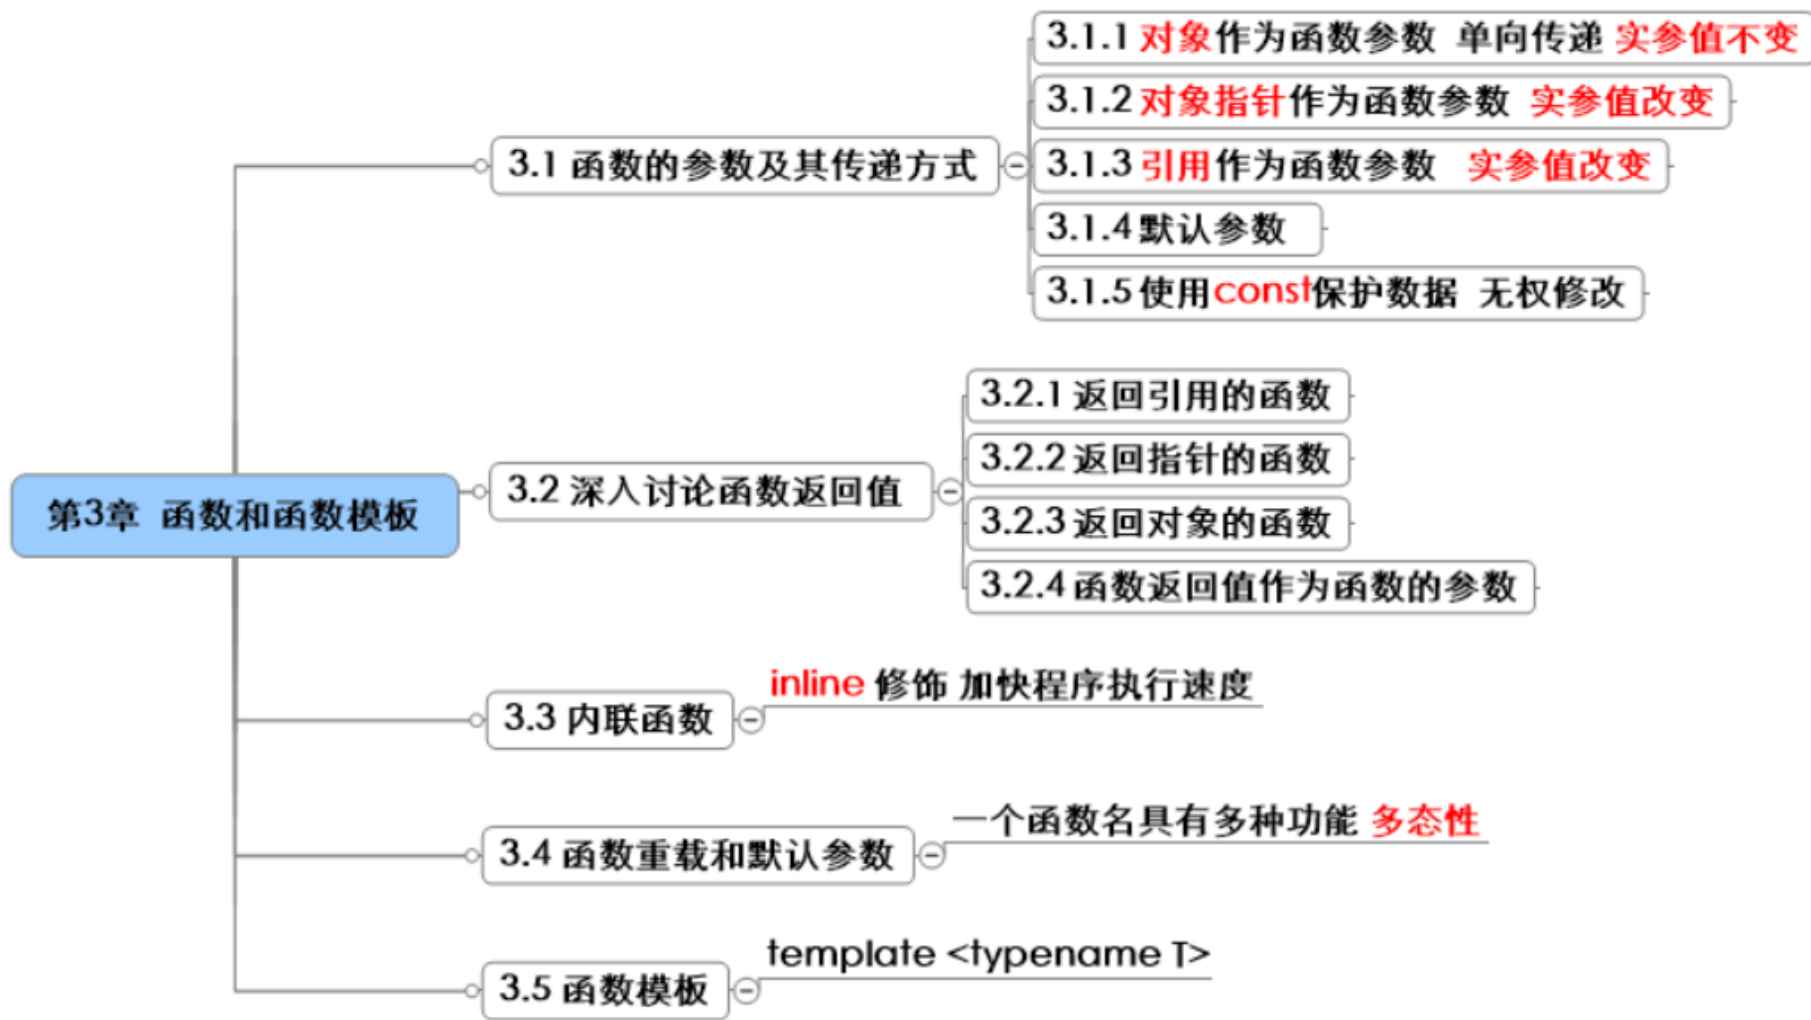 3.1.1 对象作为函数参数 单向传递 实参值不变
3.1.2 对象指针作为函数参数 实参值改变
3.1 函数的参数及其传递方式
3.1.3 引用作为函数参数 实参值改变
3.1.4 默认参数
3.1.5 使用const保护数据 无权修改
3.2.1 返回引用的函数
3.2.2 返回指针的函数
第3章 函数和函数模板
3.2 深入讨论函数返回值
3.2.3 返回对象的函数
3.2.4 函数返回值作为函数的参数
3.3 内联函数
inline 修饰 加快程序执行速度
3.4 函数重载和默认参数
一个函数名具有多种功能 多态性
3.5 函数模板
template <typename T>